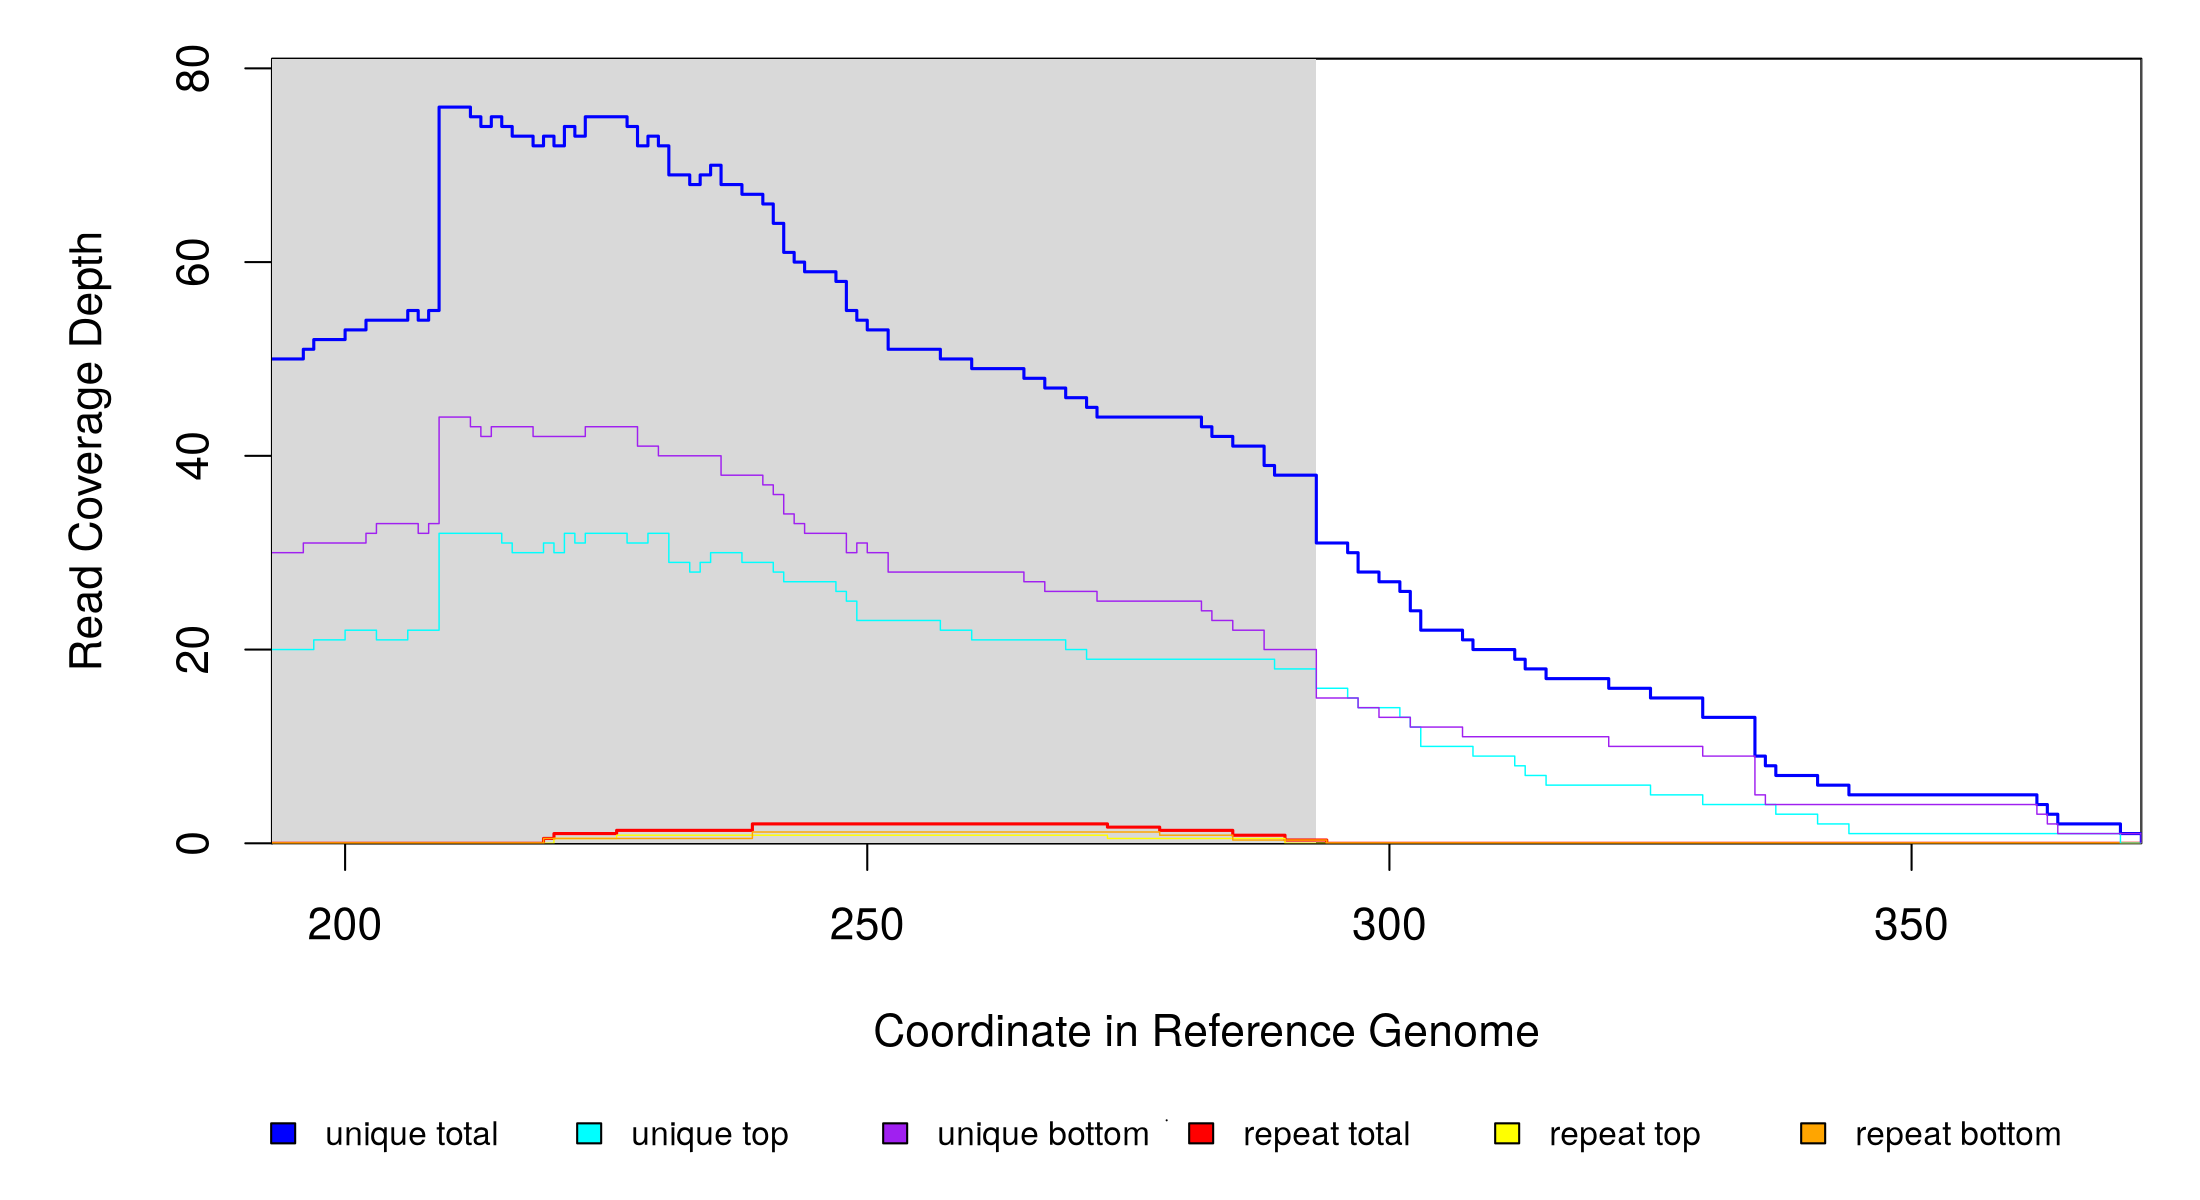 80
60
40
20
0
Read Coverage Depth
200 250 300 350
Coordinate in Reference Genome
unique total unique top unique bottom repeat total repeat top repeat bottom